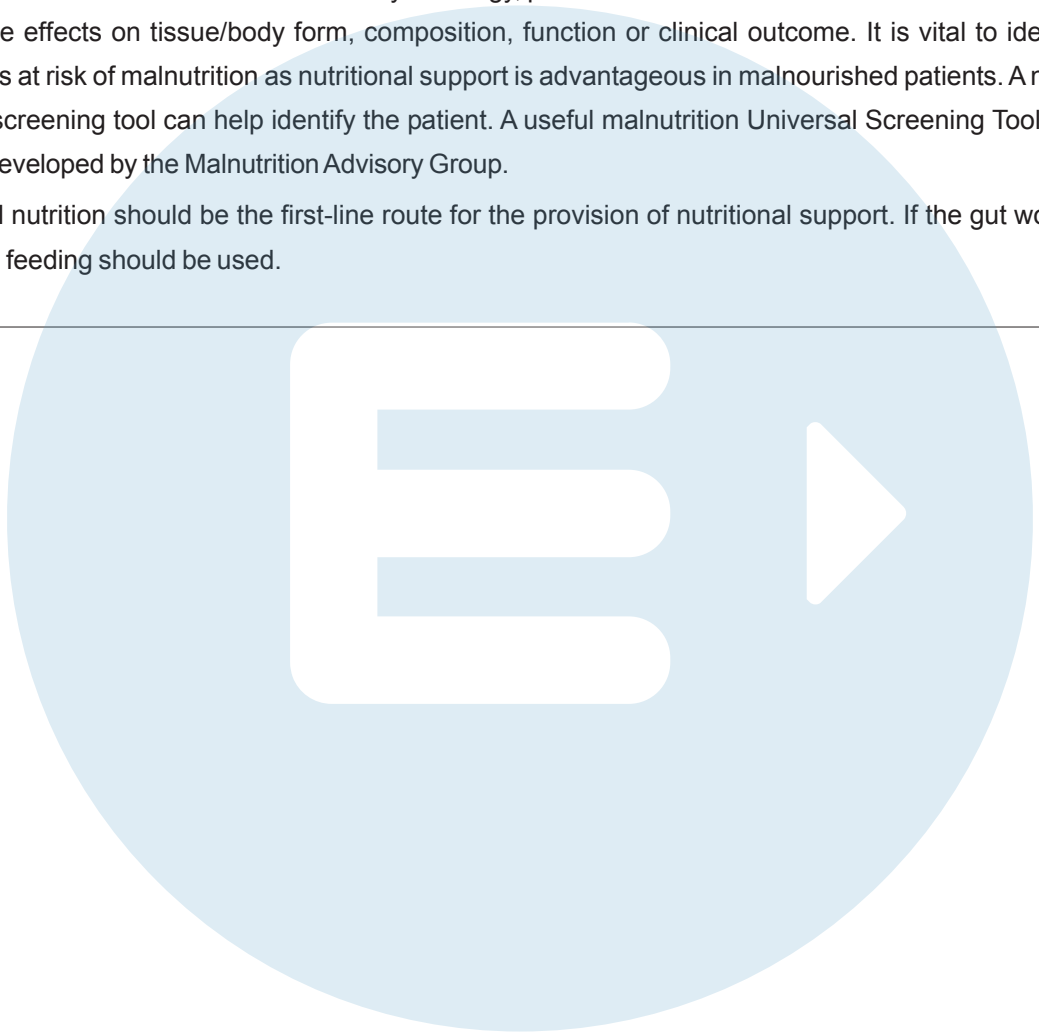 e effects on tissue/body form, composition, function or clinical outcome. It is vital to ide
s at risk of malnutrition as nutritional support is advantageous in malnourished patients. A
screening tool can help identify the patient. A useful malnutrition Universal Screening Tool
eveloped by the Malnutrition Advisory Group.
l nutrition should be the first-line route for the provision of nutritional support. If the gut wo
feeding should be used.